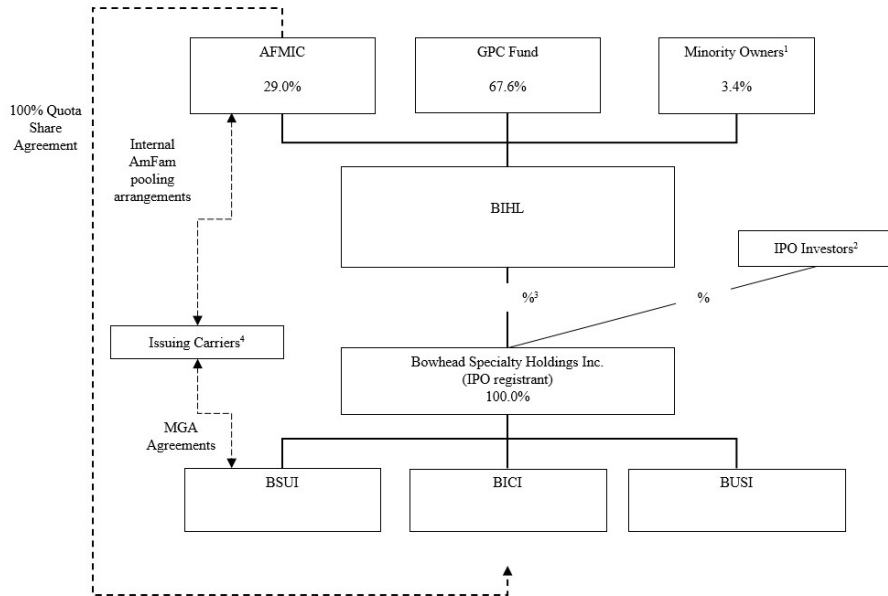 AFMIC
29.0%
GPC Fund
67.6%
Minority Owners¹
3.4%
100% Quota
Share
Agreement
Internal
AmFam
pooling
arrangements
BIHL
IPO Investors²
%³
%
Issuing Carriers⁴
Bowhead Specialty Holdings Inc.
(IPO registrant)
100.0%
MGA
Agreements
BSUI
BICI
BUSI